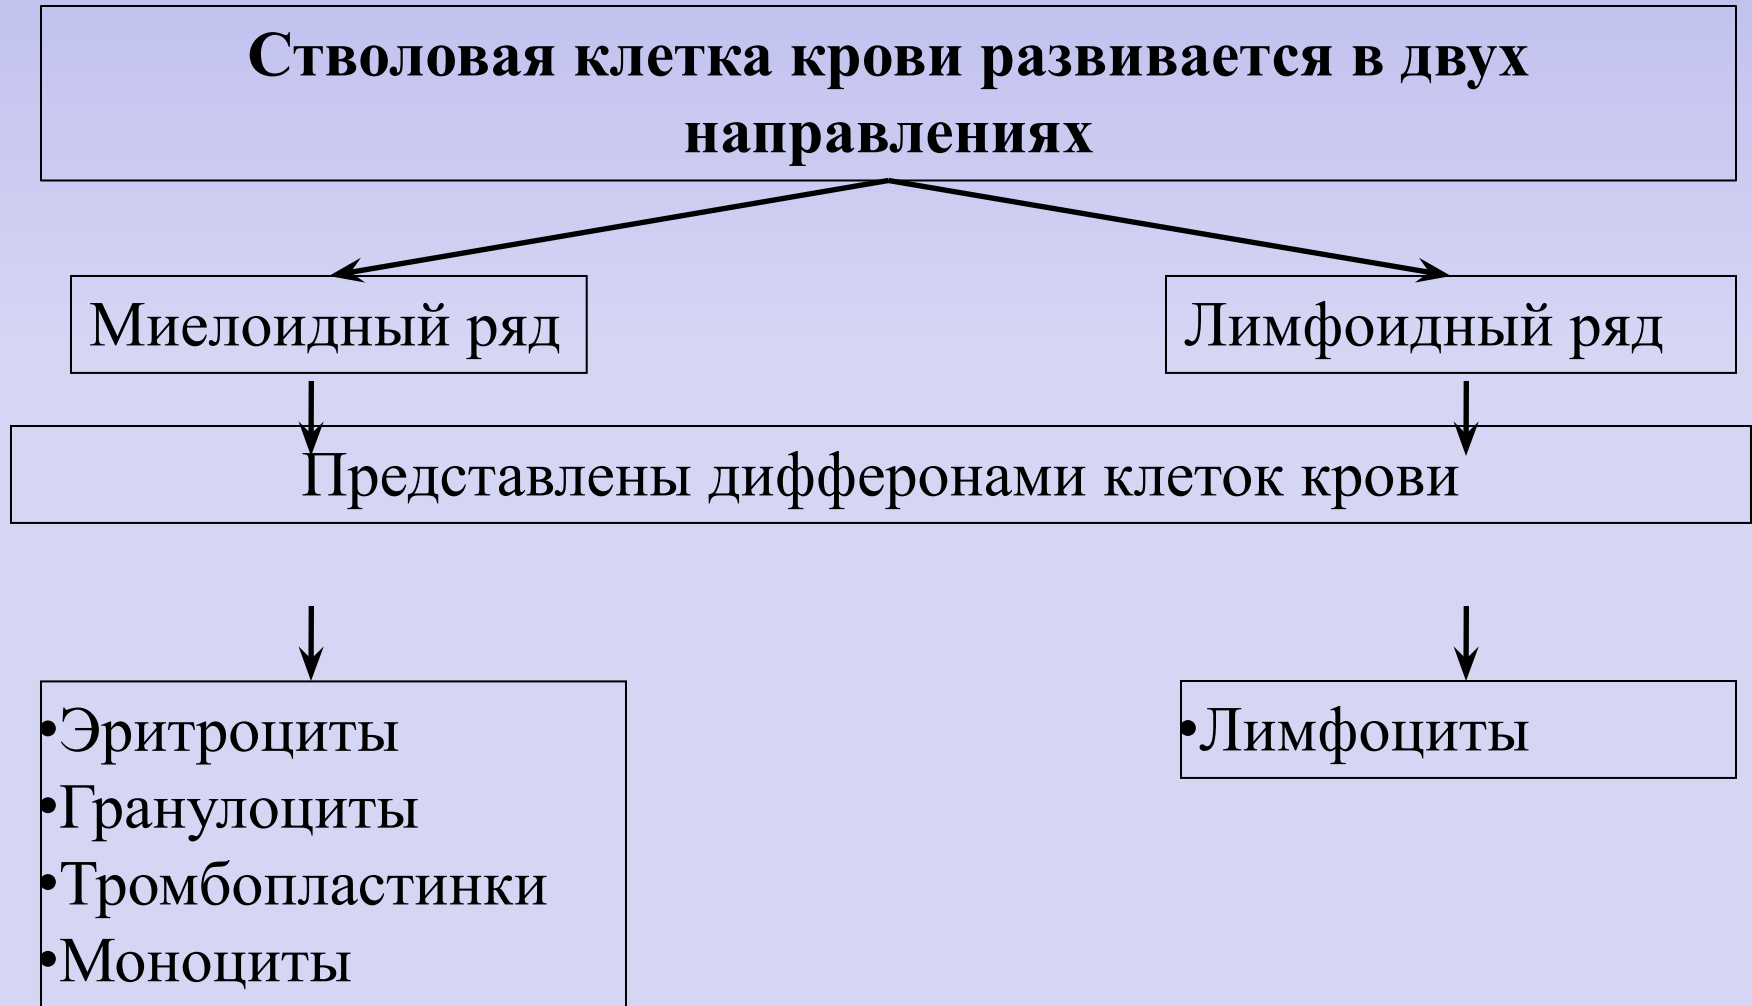 Стволовая клетка крови развивается в двух
направлениях
Миелоидный ряд
Лимфоидный ряд
Представлены дифферонами клеток крови
•Эритроциты
•Гранулоциты
•Тромбопластинки
•Моноциты
•Лимфоциты